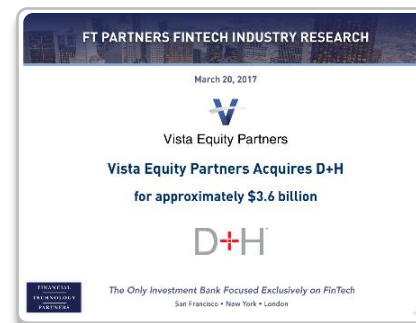 FT PARTNERS FINTECH INDUSTRY RESEARCH
March 20, 2017
V
Vista Equity Partners
Vista Equity Partners Acquires D+H
for approximately $3.6 billion
D+H
FINANCIAL
TECHNOLOGY
PARTNERS
The Only Investment Bank Focused Exclusively on FinTech
San Francisco • New York • London